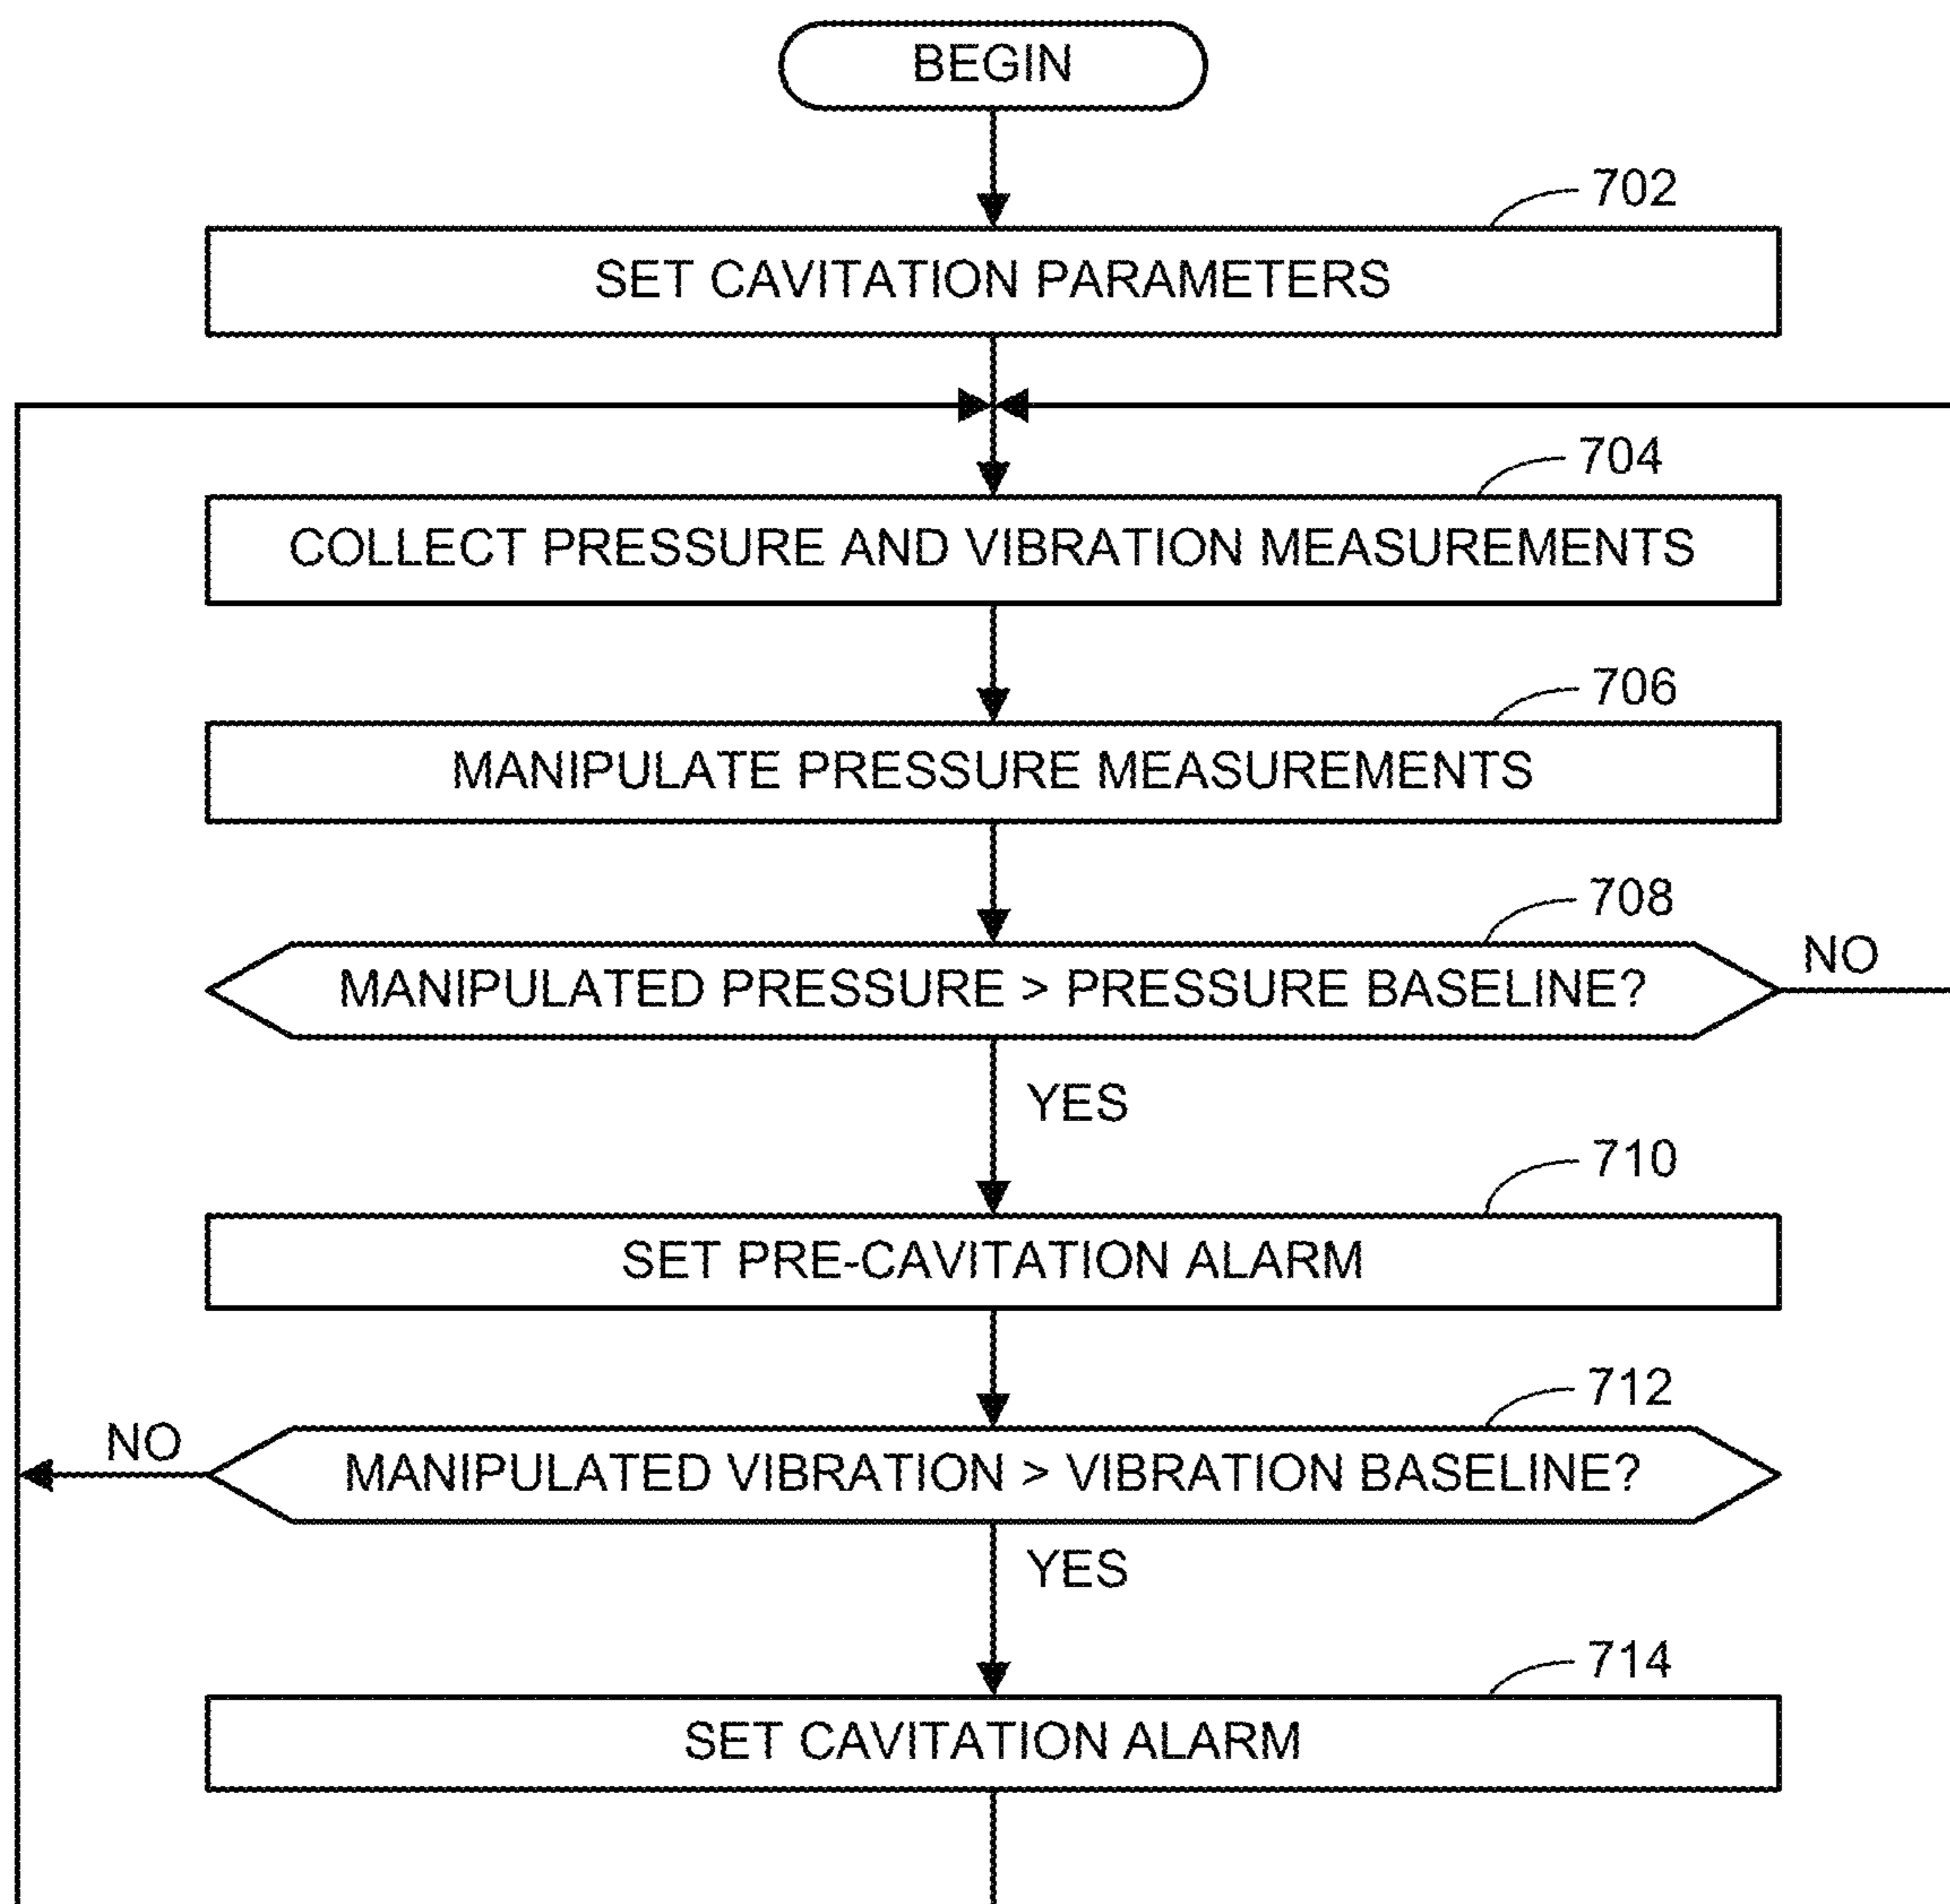 BEGIN
702
SET CAVITATION PARAMETERS
704
COLLECT PRESSURE AND VIBRATION MEASUREMENTS
706
MANIPULATE PRESSURE MEASUREMENTS
708
MANIPULATED PRESSURE > PRESSURE BASELINE?
NO
YES
710
SET PRE-CAVITATION ALARM
712
NO
MANIPULATED VIBRATION > VIBRATION BASELINE?
YES
714
SET CAVITATION ALARM